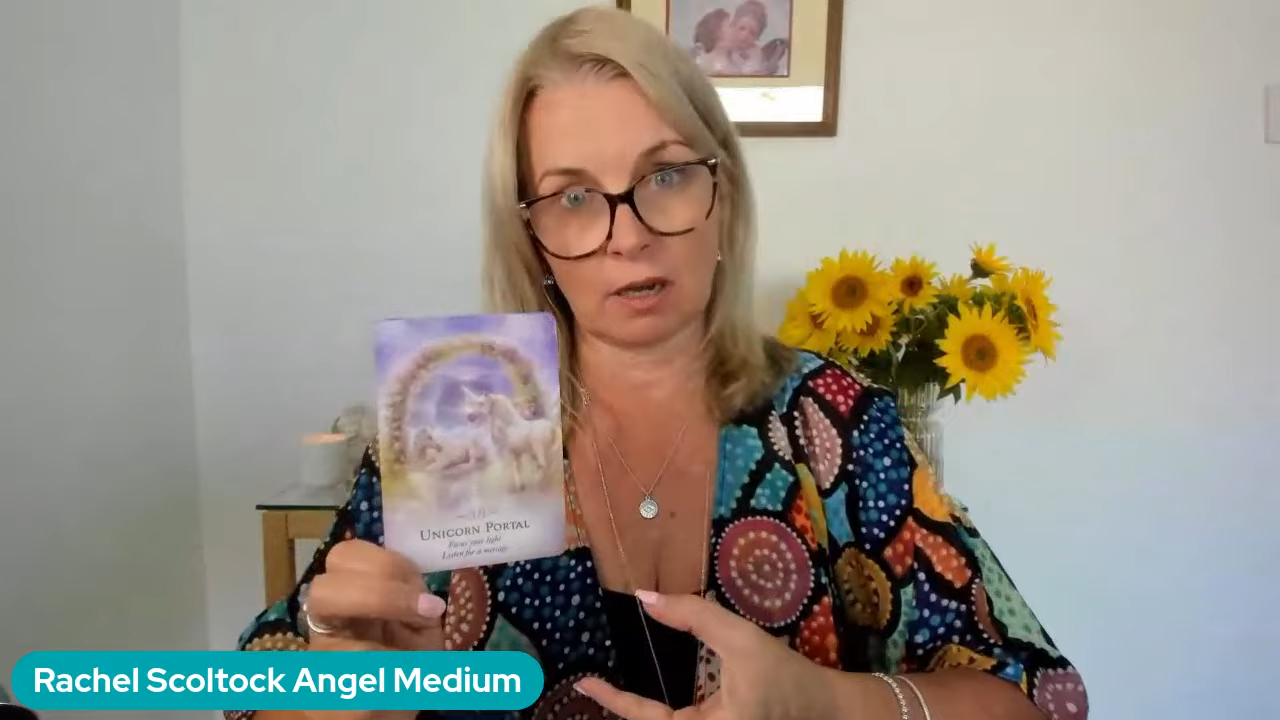 UNICORN PORTAL
Focus your light
Listen for a message
Rachel Scoltock Angel Medium